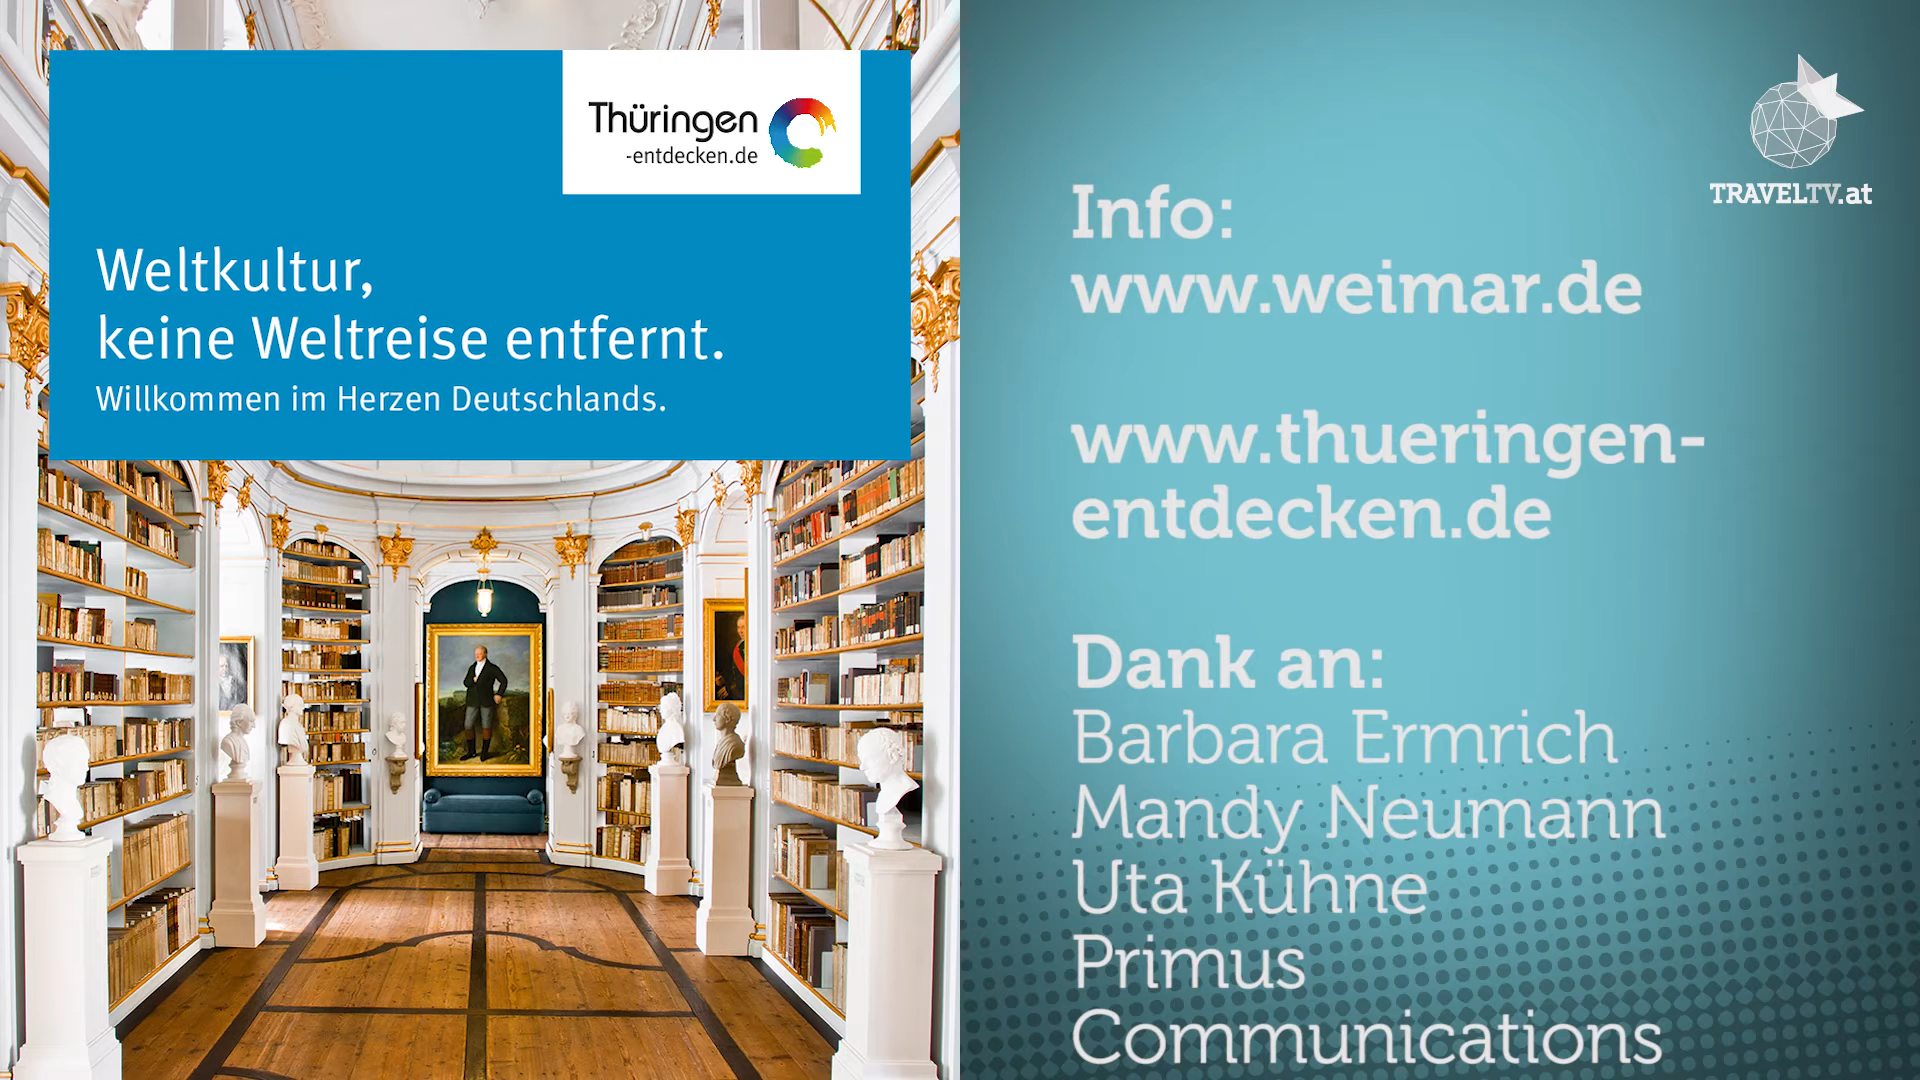 Thüringen
-entdecken.de
Weltkultur,
keine Weltreise entfernt.
Willkommen im Herzen Deutschlands.
TRAVELTV.at
Info:
www.weimar.de
www.thueringen-
entdecken.de
Dank an:
Barbara Ermrich
Mandy Neumann
Uta Kühne
Primus
Communications